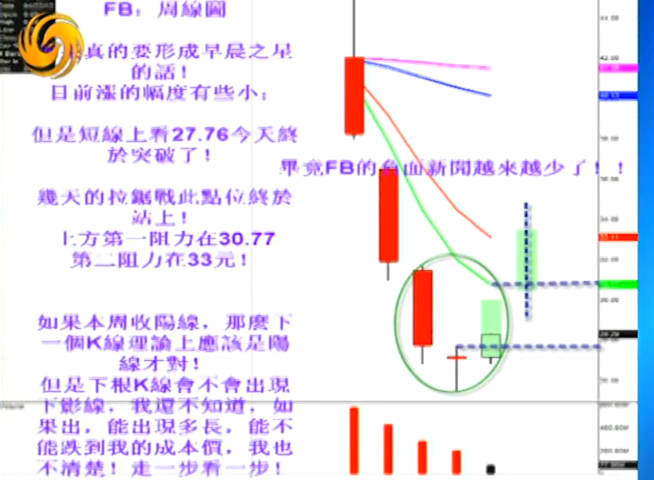 FB：周線圖
真的要形成早晨之星
的話！
目前漲的幅度有些小；
但是短線上看27.76今天終
於突破了！
畢竟FB的負面新聞越來越少了！！
幾天的拉鋸戰此點位終於
站上！
上方第一阻力在30.77
第二阻力在33元！
如果本周收陽線，那麼下
一個K線理論上應該是陽
線才對！
但是下根K線會不會出現
下影線，我還不知道，如
果出，能出現多長，能不
能跌到我的成本價，我也
不清楚！走一步看一步！